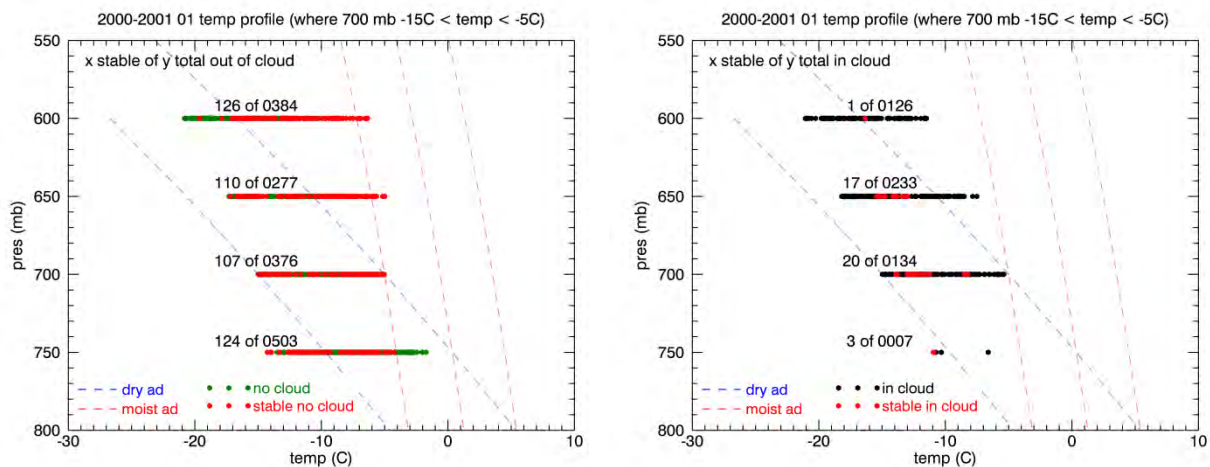 2000-2001 01 temp profile (where 700 mb -15C < temp < -5C)
550
x stable of y total out of cloud
126 of 0384
600
110 of 0277
650
pres (mb)
107 of 0376
700
124 of 0503
750
dry ad
no cloud
moist ad
stable no cloud
800
-30 -20 -10 0 10
temp (C)
2000-2001 01 temp profile (where 700 mb -15C < temp < -5C)
550
x stable of y total in cloud
1 of 0126
600
17 of 0233
650
pres (mb)
20 of 0134
700
3 of 0007
750
dry ad
in cloud
moist ad
stable in cloud
800
-30 -20 -10 0 10
temp (C)